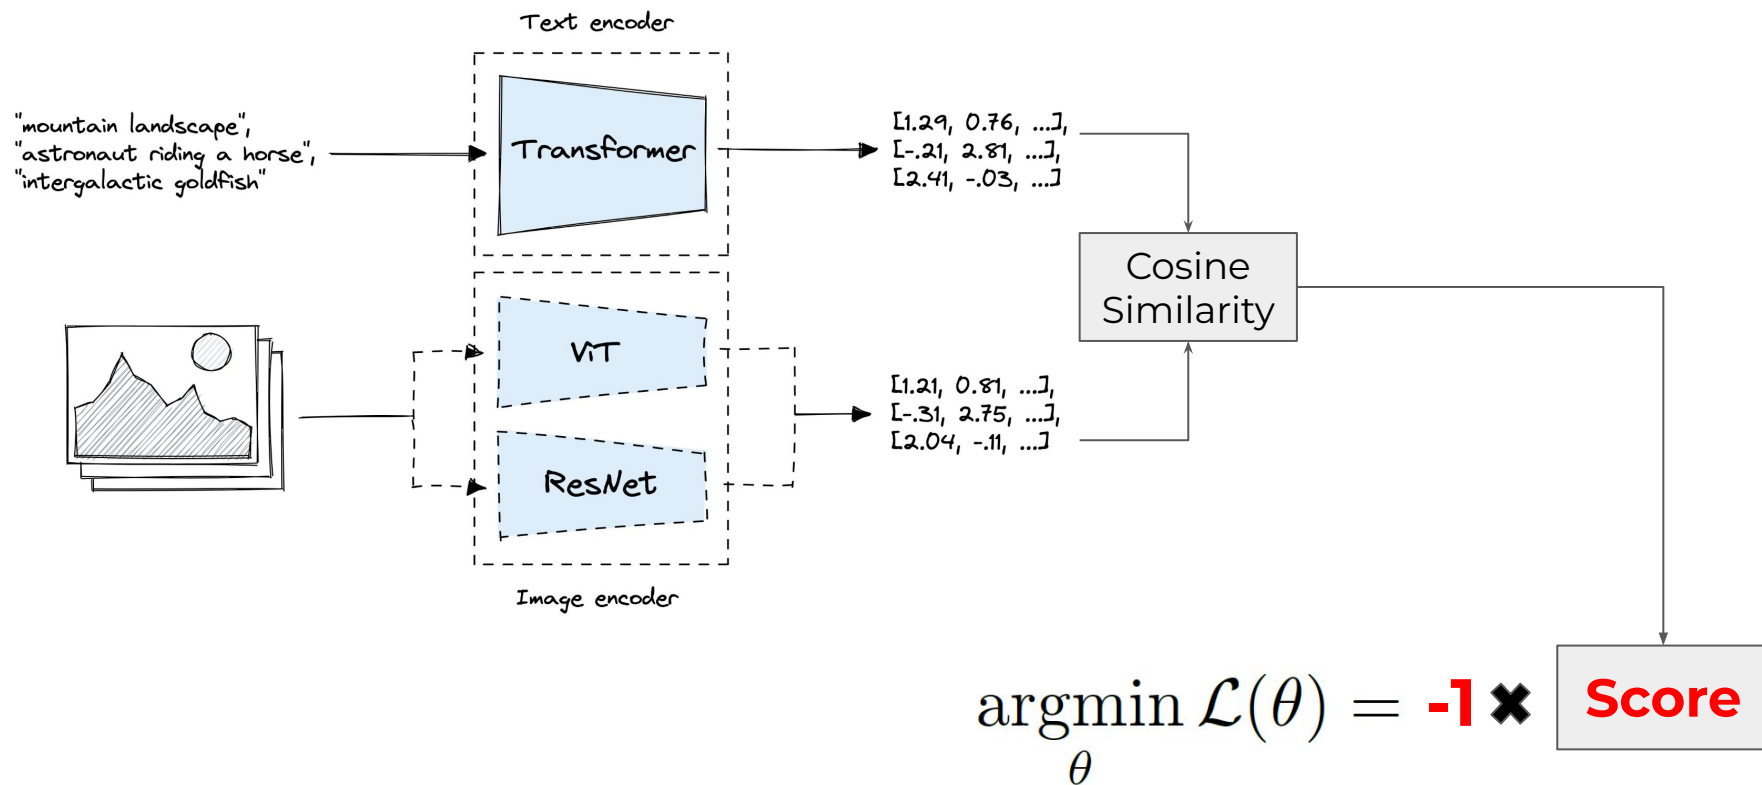 Text encoder
"mountain landscape",
"astronaut riding a horse",
"intergalactic goldfish"
Transformer
[1.29, 0.76, ...],
[-.21, 2.81, ...],
[2.41, -.03, ...]
Cosine
Similarity
ViT
ResNet
[1.21, 0.81, ...],
[-.31, 2.75, ...],
[2.04, -.11, ...]
Image encoder
argmin ℒ(θ) = -1 ✖ Score
θ